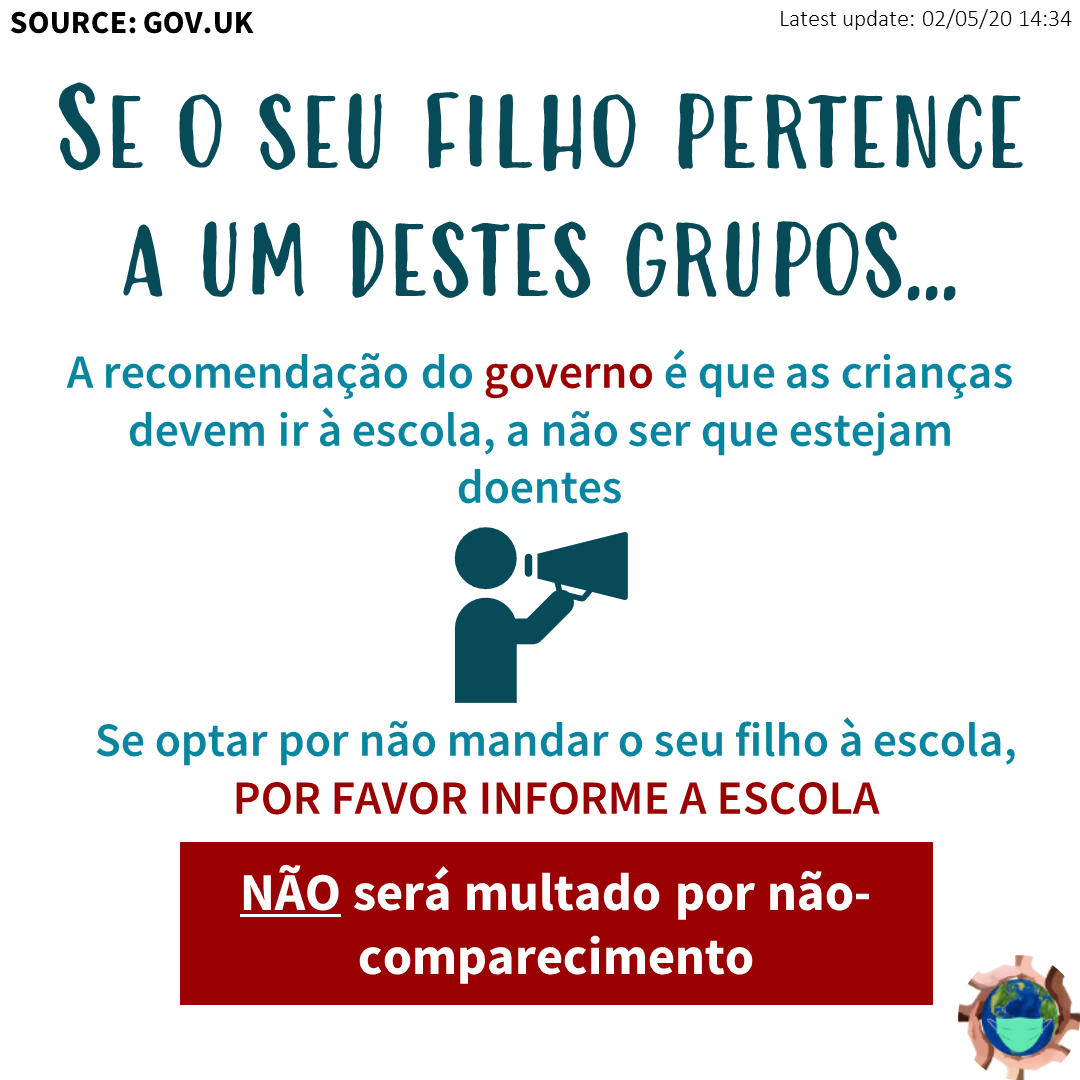 SOURCE: GOV.UK
Latest update: 02/05/20 14:34
SE O SEU FILHO PERTENCE
A UM DESTES GRUPOS...
A recomendação do governo é que as crianças
devem ir à escola, a não ser que estejam
doentes
Se optar por não mandar o seu filho à escola,
POR FAVOR INFORME A ESCOLA
NÃO será multado por não-
comparecimento